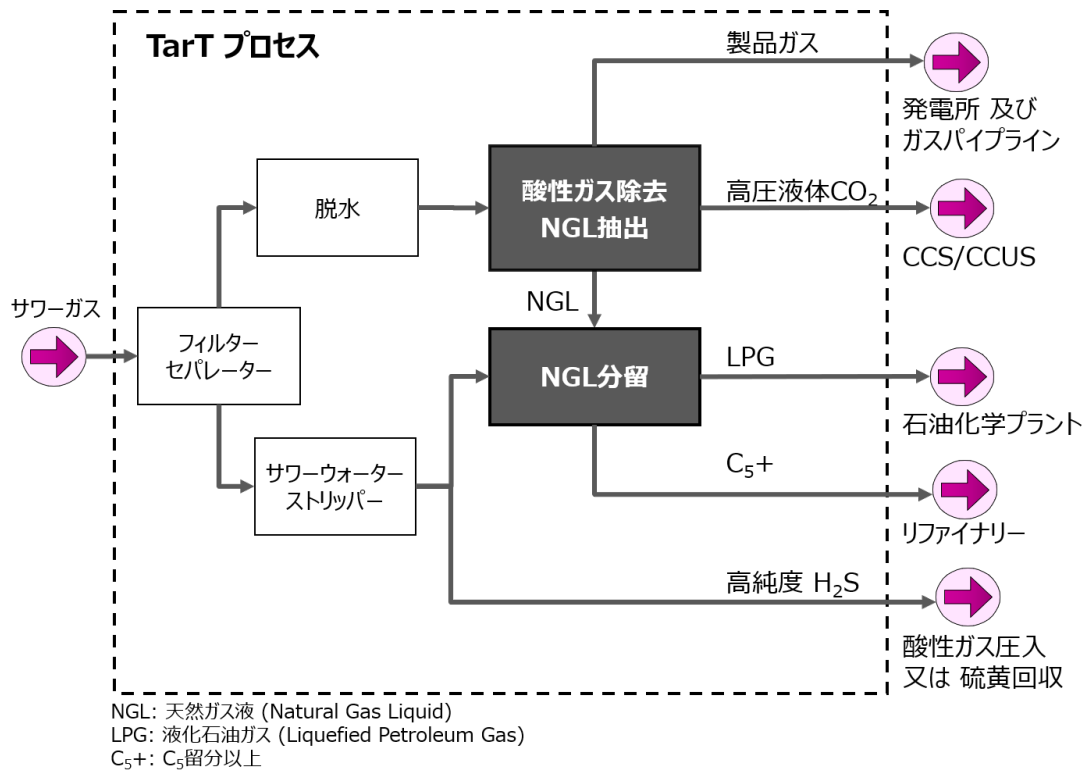 TarT プロセス
製品ガス
発電所 及び
ガスパイプライン
脱水
酸性ガス除去
NGL抽出
高圧液体CO₂
CCS/CCUS
サワーガス
フィルター
セパレーター
NGL
NGL分留
LPG
石油化学プラント
サワーウォーター
ストリッパー
C₅+
リファイナリー
高純度 H₂S
酸性ガス圧入
又は 硫黄回収
NGL: 天然ガス液 (Natural Gas Liquid)
LPG: 液化石油ガス (Liquefied Petroleum Gas)
C₅+: C₅留分以上